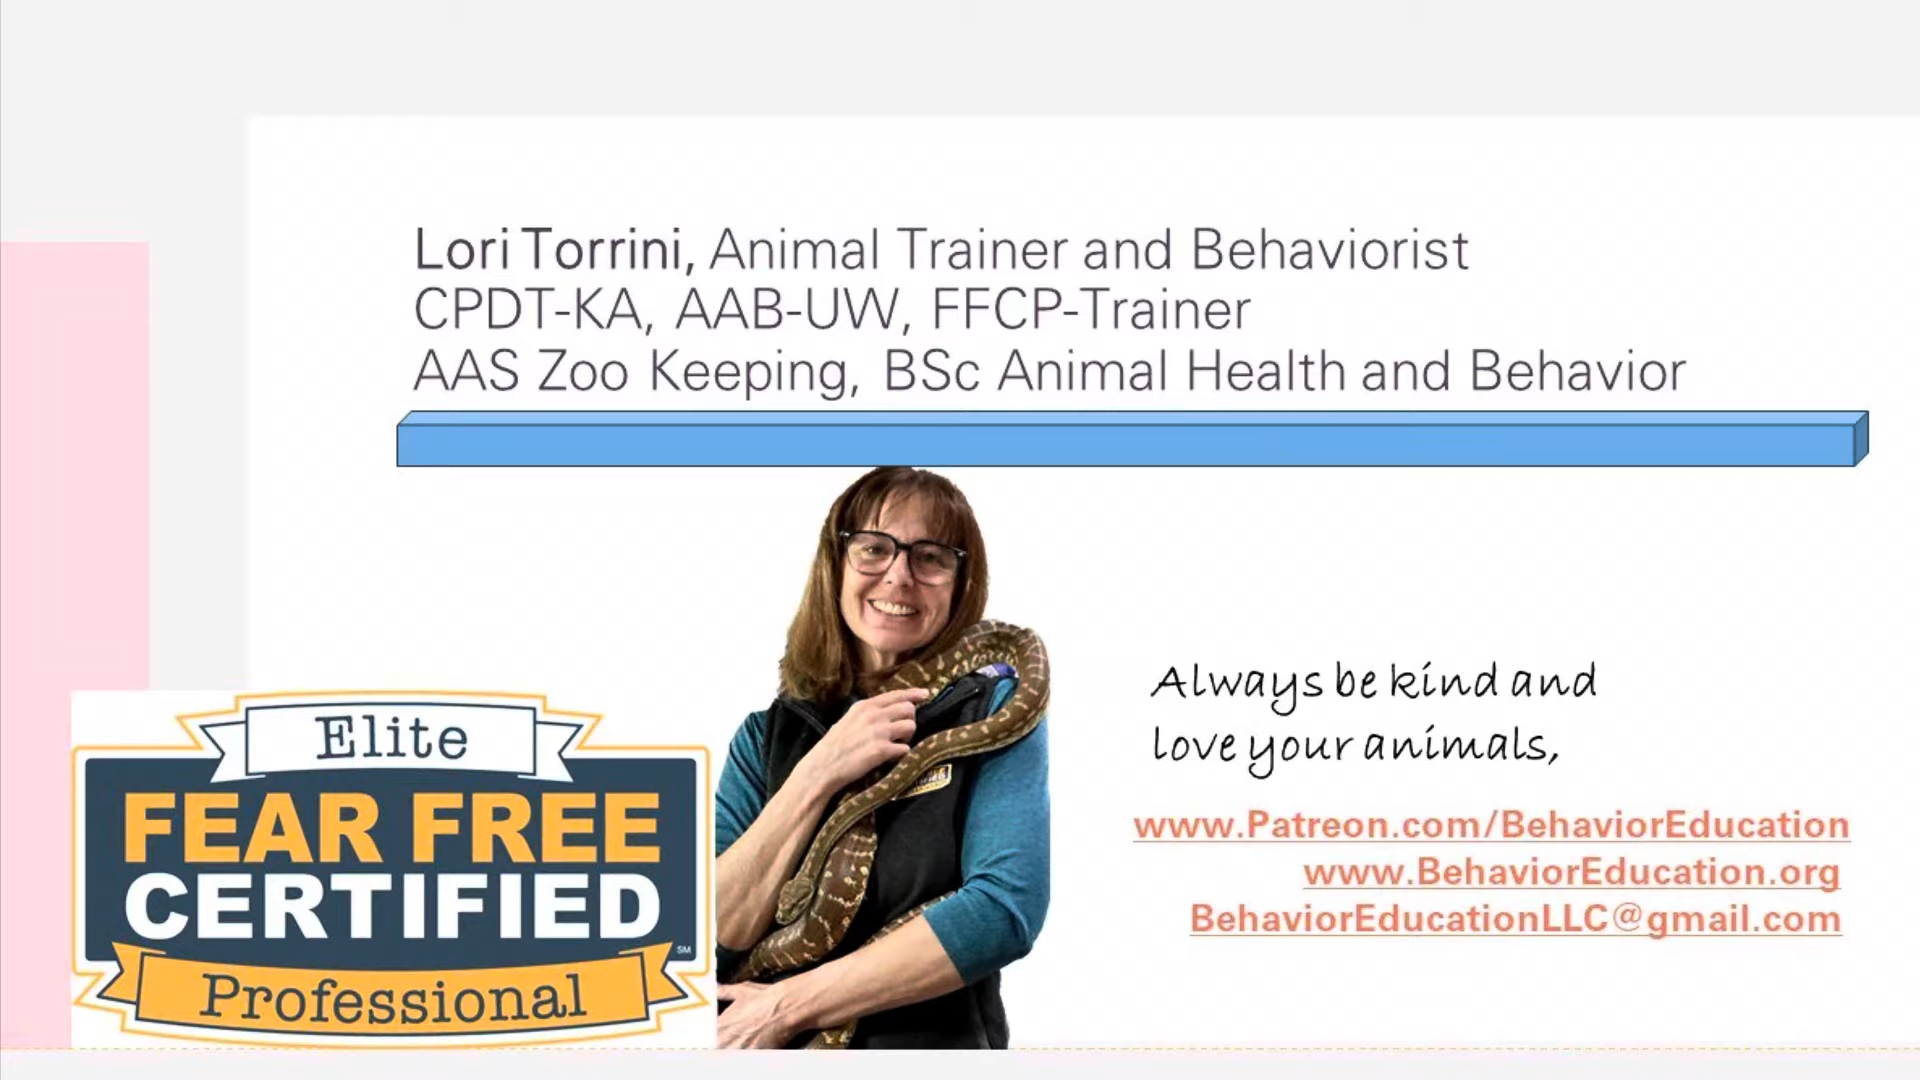 Lori Torrini, Animal Trainer and Behaviorist
CPDT-KA, AAB-UW, FFCP-Trainer
AAS Zoo Keeping, BSc Animal Health and Behavior
Always be kind and
love your animals,
www.Patreon.com/BehaviorEducation
www.BehaviorEducation.org
BehaviorEducationLLC@gmail.com
Elite
FEAR FREE
CERTIFIED
SM
Professional